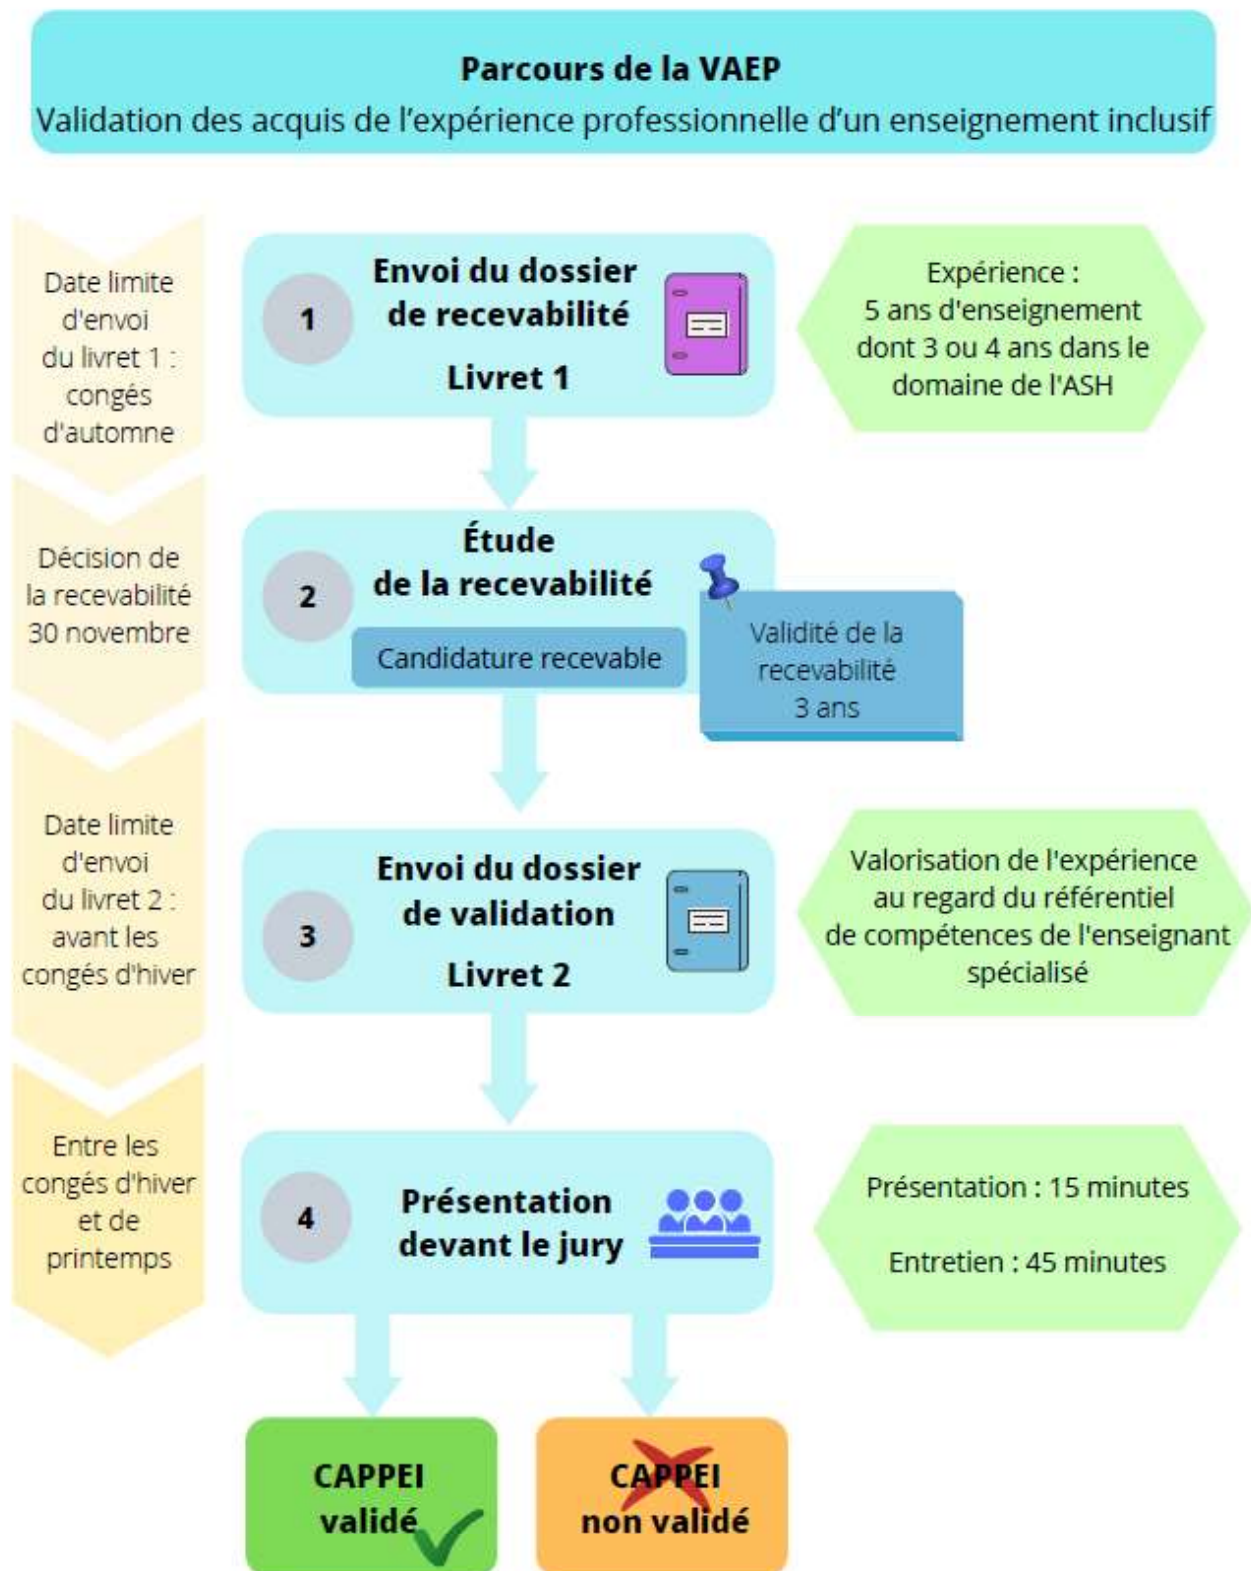 Parcours de la VAEP
Validation des acquis de l'expérience professionnelle d'un enseignement inclusif
Date limite
d'envoi
du livret 1 :
congés
d'automne
1
Envoi du dossier
de recevabilité
Livret 1
Expérience :
5 ans d'enseignement
dont 3 ou 4 ans dans le
domaine de l'ASH
Décision de
la recevabilité
30 novembre
2
Étude
de la recevabilité
Candidature recevable
Validité de la
recevabilité
3 ans
Date limite
d'envoi
du livret 2 :
avant les
congés d'hiver
3
Envoi du dossier
de validation
Livret 2
Valorisation de l'expérience
au regard du référentiel
de compétences de l'enseignant
spécialisé
Entre les
congés d'hiver
et de
printemps
4
Présentation
devant le jury
Présentation : 15 minutes
Entretien : 45 minutes
CAPPEI
validé
CAPPEI
non validé